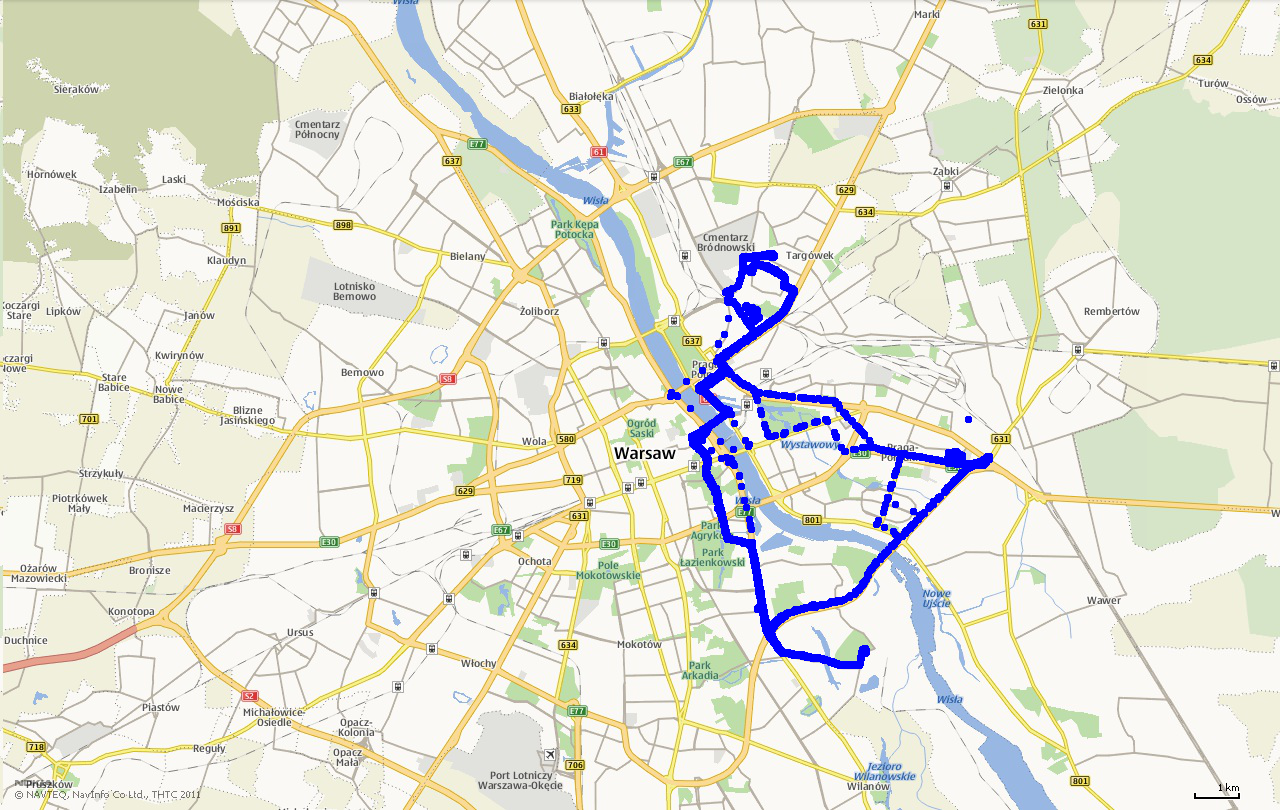 Wisła
Marki
631
634
Sieraków
Białołęka
Zielonka
Turów
Ossów
633
Cmentarz
Północny
E77
61
637
E67
Hornówek
Laski
Ząbki
Izabelin
629
Mościska
Wisła
634
891
898
Park Kępa
Potocka
Cmentarz
Bródnowski
Klaudyn
Bielany
Targówek
Lotnisko
Bemowo
Koczargi
Stare
Lipków
Janów
Żoliborz
Rembertów
637
Kwirynów
Praga-
Bemowo
Stare
Babice
S8
Nowe
Babice
Blizne
Jasińskiego
701
Ogród
Saski
580
Wola
Wystawowy
631
Warsaw
Praga-
E30
Strzykuły
719
629
Piotrkówek
Mały
Macierzysz
Wisła
E77
631
801
S8
E67
Park
E30
E30
Park
Łazienkowski
Ochota
Ożarów
Mazowiecki
Bronisze
Pole
Mokotowskie
Nowe
Ujście
Wawer
Konotopa
Duchnice
Ursus
634
Mokotów
Włochy
Park
Arkadia
S2
Wisła
Piastów
Michałowice-
Osiedle
E77
Opacz-
Kolonia
718
Reguły
Opacz
Mała
706
Port Lotniczy
Warszawa-Okęcie
Jezioro
Wilanowskie
Wilanów
801
Pruszków
1 km
© NAVTEQ, NavInfo Co Ltd., THTC 2011